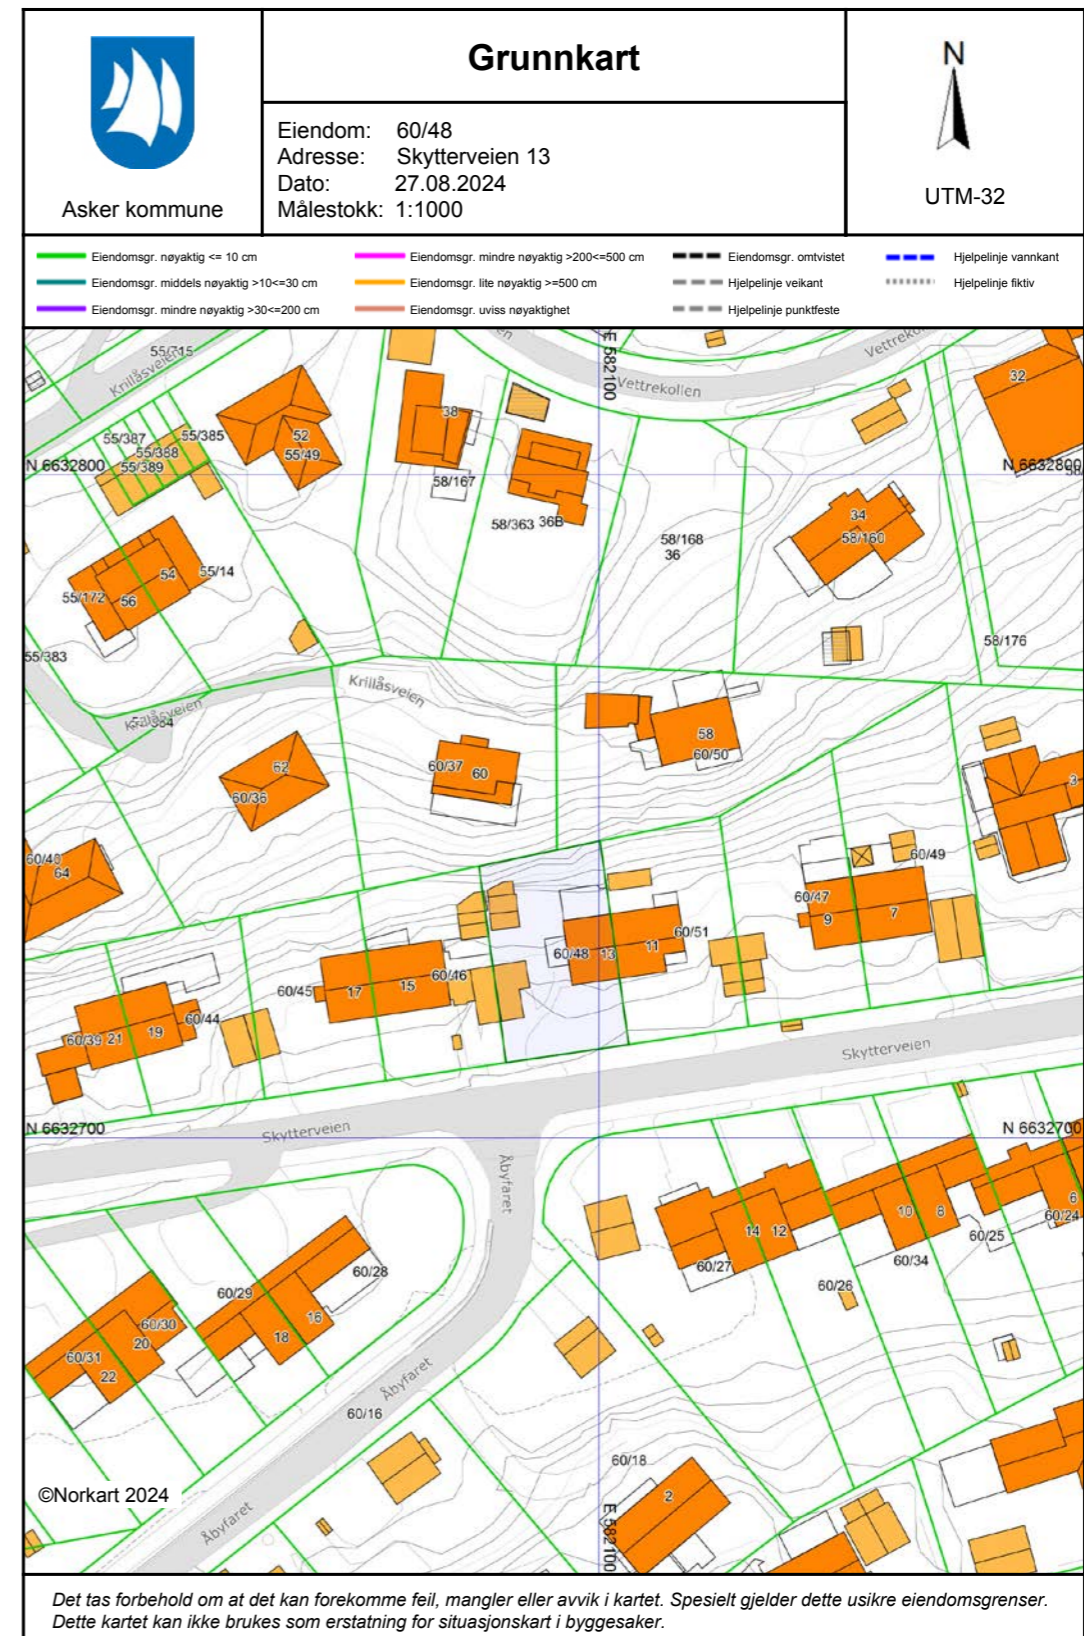 Grunnkart
Asker kommune
Eiendom: 60/48
Adresse: Skytterveien 13
Dato: 27.08.2024
Målestokk: 1:1000
N
UTM-32
Eiendomsgr. nøyaktig <= 10 cm
Eiendomsgr. middels nøyaktig >10<=30 cm
Eiendomsgr. mindre nøyaktig >30<=200 cm
Eiendomsgr. mindre nøyaktig >200<=500 cm
Eiendomsgr. lite nøyaktig >=500 cm
Eiendomsgr. uviss nøyaktighet
Eiendomsgr. omtvistet
Hjelpelinje veikant
Hjelpelinje punktfeste
Hjelpelinje vannkant
Hjelpelinje fiktiv
55/715
Krillåsveien
E 582100
Vettrekollen
32
38
55/387
55/385
55/388
55/389
52
55/49
N 6632800
N 6632800
58/167
58/363
36B
58/168
36
34
58/160
54
55/14
55/172
56
55/383
58/176
Krillåsveien
Krillåsveien
58
60/50
62
60/36
60/37
60
3
60/40
64
60/49
60/47
9
7
60/48
13
11
60/51
60/46
60/45
17
15
60/44
60/39
21
19
Skytterveien
N 6632700
Skytterveien
N 6632700
Åbyfaret
14
12
10
8
6
60/24
60/25
60/27
60/34
60/26
60/28
60/29
16
18
60/30
20
60/31
22
Åbyfaret
60/16
60/18
2
©Norkart 2024
Åbyfaret
E 582100
Det tas forbehold om at det kan forekomme feil, mangler eller avvik i kartet. Spesielt gjelder dette usikre eiendomsgrenser.
Dette kartet kan ikke brukes som erstatning for situasjonskart i byggesaker.